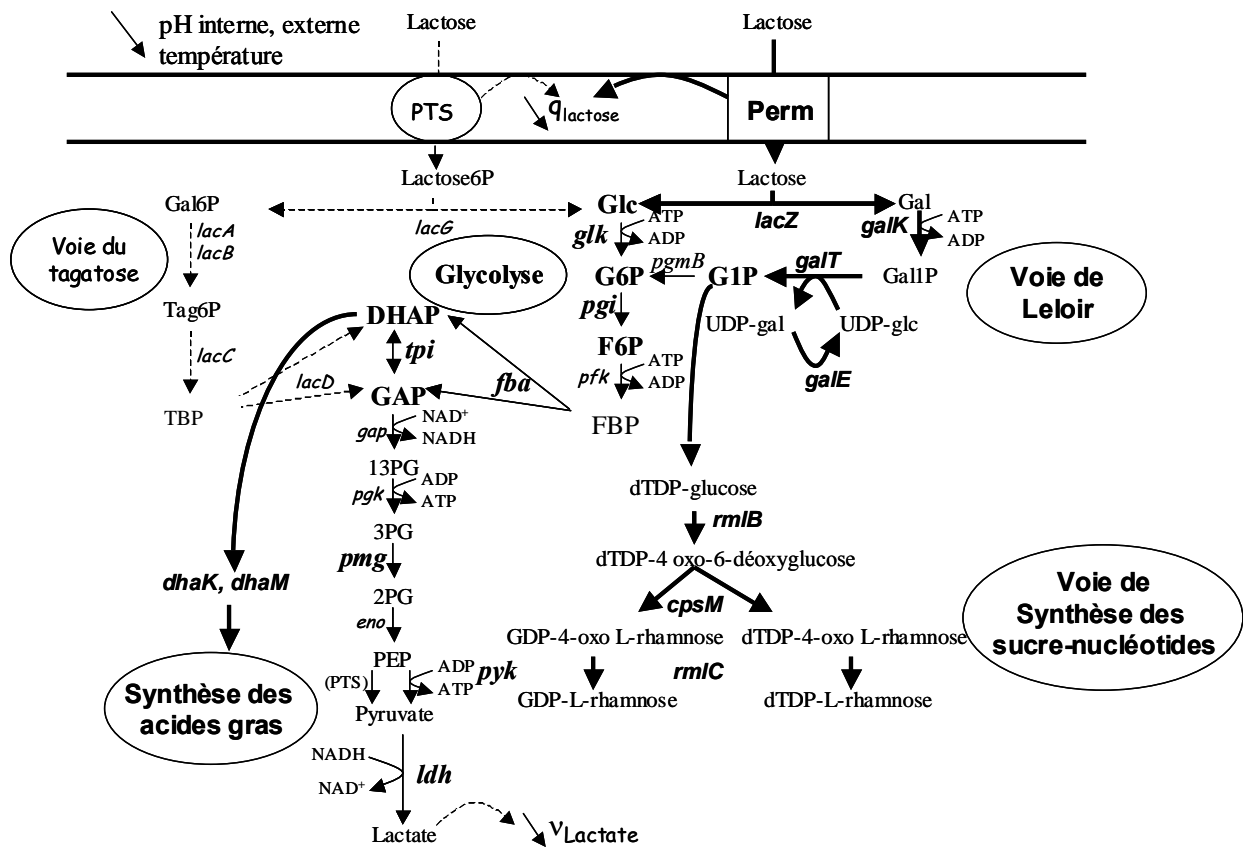 pH interne, externe
température
Lactose
Lactose
PTS
qlactose
Perm
Lactose6P
Lactose
Gal6P
lacA
lacB
lacG
Glc
ATP
ADP
glk
lacZ
Gal
galK
ATP
ADP
Voie du
tagatose
Glycolyse
G6P
pgmB
G1P
galT
Gal1P
Voie de
Leloir
Tag6P
DHAP
pgi
UDP-gal
UDP-glc
lacC
tpi
F6P
galE
lacD
fba
pfk
ATP
ADP
TBP
GAP
FBP
gap
NAD+
NADH
13PG
pgk
ADP
ATP
dTDP-glucose
3PG
rmlB
pmg
dTDP-4 oxo-6-déoxyglucose
dhaK, dhaM
2PG
cpsM
Voie de
Synthèse des
sucre-nucléotides
eno
GDP-4-oxo L-rhamnose
dTDP-4-oxo L-rhamnose
PEP
ADP
ATP
pyk
rmlC
(PTS)
Synthèse des
acides gras
Pyruvate
GDP-L-rhamnose
dTDP-L-rhamnose
NADH
NAD+
ldh
Lactate
νLactate